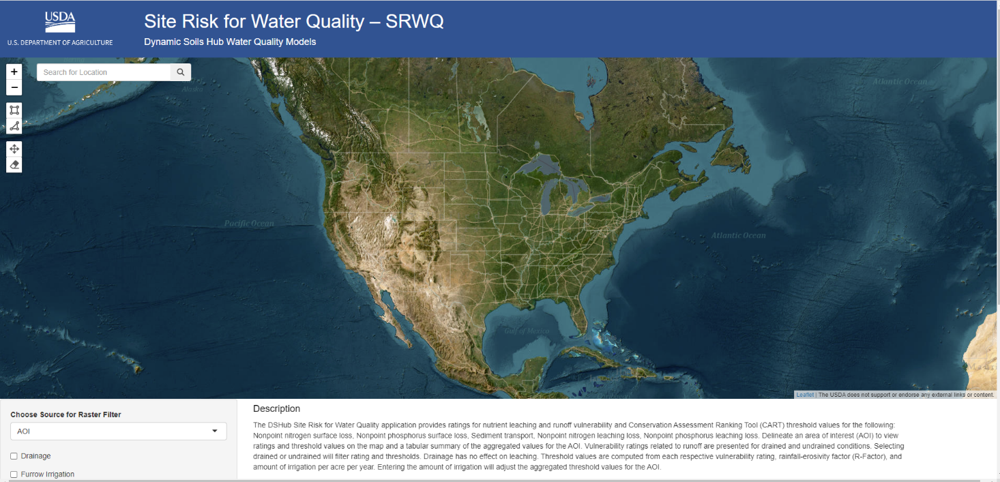 USDA
U.S. DEPARTMENT OF AGRICULTURE
Site Risk for Water Quality – SRWQ
Dynamic Soils Hub Water Quality Models
+
−
Search for Location
Alaska
Atlantic Ocean
Pacific Ocean
Atlantic Ocean
Gulf of Mexico
Leaflet | The USDA does not support or endorse any external links or content.
Choose Source for Raster Filter
AOI
Drainage
Furrow Irrigation
Description
The DSHub Site Risk for Water Quality application provides ratings for nutrient leaching and runoff vulnerability and Conservation Assessment Ranking Tool (CART) threshold values for the following:
Nonpoint nitrogen surface loss, Nonpoint phosphorus surface loss, Sediment transport, Nonpoint nitrogen leaching loss, Nonpoint phosphorus leaching loss. Delineate an area of interest (AOI) to view
ratings and threshold values on the map and a tabular summary of the aggregated values for the AOI. Vulnerability ratings related to runoff are presented for drained and undrained conditions. Selecting
drained or undrained will filter rating and thresholds. Drainage has no effect on leaching. Threshold values are computed from each respective vulnerability rating, rainfall-erosivity factor (R-Factor), and
amount of irrigation per acre per year. Entering the amount of irrigation will adjust the aggregated threshold values for the AOI.